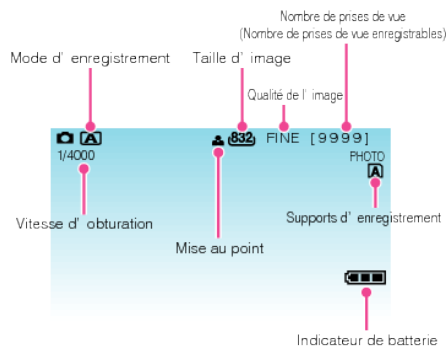 Nombre de prises de vue
(Nombre de prises de vue enregistrables)
Mode d' enregistrement
Taille d' image
Qualité de l' image
A
832
FINE
[9999]
1/4000
PHOTO
A
Vitesse d' obturation
Supports d' enregistrement
Mise au point
Indicateur de batterie